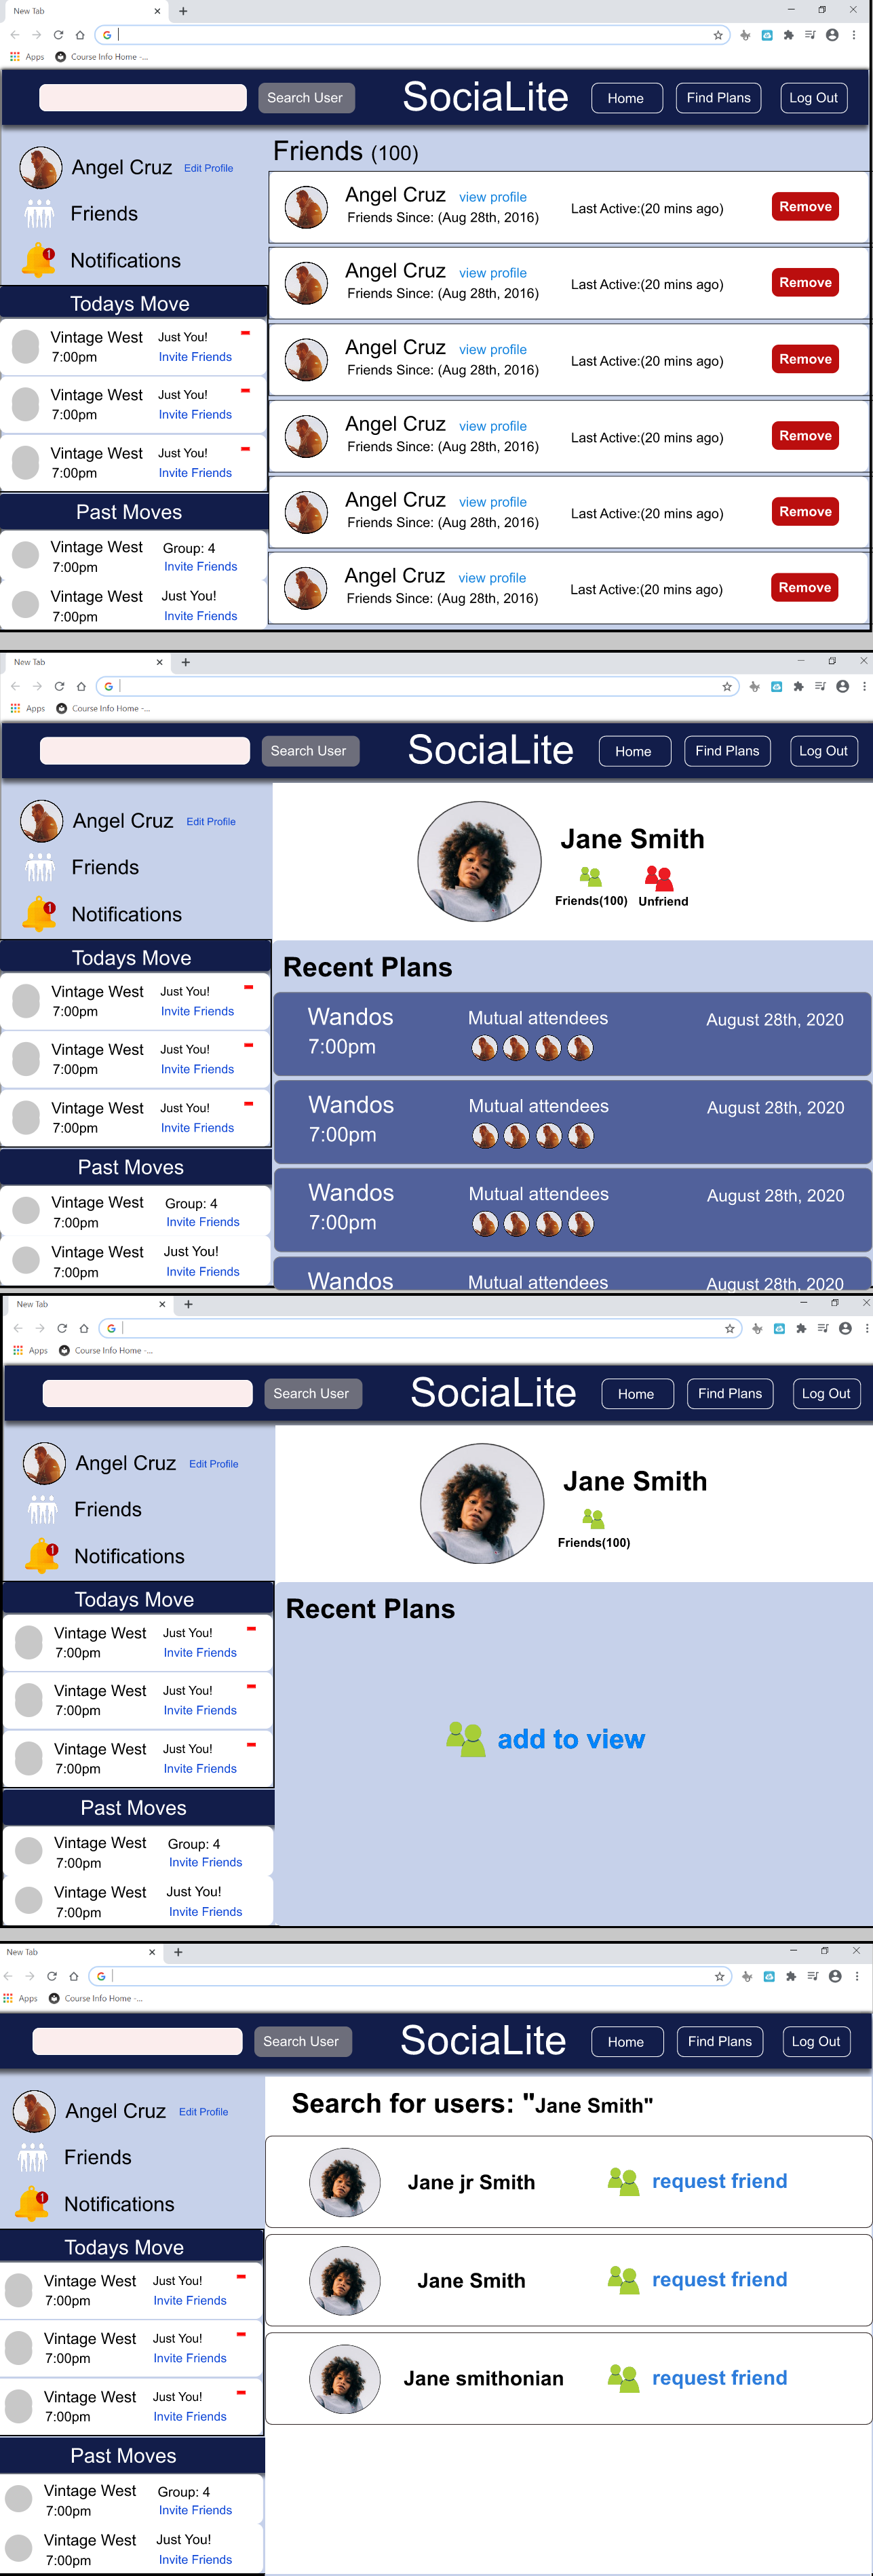 New Tab
Apps Course Info Home -...
Search User SociaLite Home Find Plans Log Out
Angel Cruz Edit Profile
Friends
1
Notifications
Todays Move
Vintage West Just You!
7:00pm Invite Friends
Vintage West Just You!
7:00pm Invite Friends
Vintage West Just You!
7:00pm Invite Friends
Past Moves
Vintage West Group: 4
7:00pm Invite Friends
Vintage West Just You!
7:00pm Invite Friends
Friends (100)
Angel Cruz view profile
Friends Since: (Aug 28th, 2016) Last Active:(20 mins ago) Remove
Angel Cruz view profile
Friends Since: (Aug 28th, 2016) Last Active:(20 mins ago) Remove
Angel Cruz view profile
Friends Since: (Aug 28th, 2016) Last Active:(20 mins ago) Remove
Angel Cruz view profile
Friends Since: (Aug 28th, 2016) Last Active:(20 mins ago) Remove
Angel Cruz view profile
Friends Since: (Aug 28th, 2016) Last Active:(20 mins ago) Remove
Angel Cruz view profile
Friends Since: (Aug 28th, 2016) Last Active:(20 mins ago) Remove
New Tab
Apps Course Info Home -...
Search User SociaLite Home Find Plans Log Out
Angel Cruz Edit Profile
Friends
1
Notifications
Todays Move
Vintage West Just You!
7:00pm Invite Friends
Vintage West Just You!
7:00pm Invite Friends
Vintage West Just You!
7:00pm Invite Friends
Past Moves
Vintage West Group: 4
7:00pm Invite Friends
Vintage West Just You!
7:00pm Invite Friends
Jane Smith
Friends(100) Unfriend
Recent Plans
Wandos Mutual attendees August 28th, 2020
7:00pm
Wandos Mutual attendees August 28th, 2020
7:00pm
Wandos Mutual attendees August 28th, 2020
7:00pm
Wandos Mutual attendees August 28th, 2020
New Tab
Apps Course Info Home -...
Search User SociaLite Home Find Plans Log Out
Angel Cruz Edit Profile
Friends
1
Notifications
Todays Move
Vintage West Just You!
7:00pm Invite Friends
Vintage West Just You!
7:00pm Invite Friends
Vintage West Just You!
7:00pm Invite Friends
Past Moves
Vintage West Group: 4
7:00pm Invite Friends
Vintage West Just You!
7:00pm Invite Friends
Jane Smith
Friends(100)
Recent Plans
add to view
New Tab
Apps Course Info Home -...
Search User SociaLite Home Find Plans Log Out
Angel Cruz Edit Profile
Friends
1
Notifications
Todays Move
Vintage West Just You!
7:00pm Invite Friends
Vintage West Just You!
7:00pm Invite Friends
Vintage West Just You!
7:00pm Invite Friends
Past Moves
Vintage West Group: 4
7:00pm Invite Friends
Vintage West Just You!
7:00pm Invite Friends
Search for users: "Jane Smith"
Jane jr Smith request friend
Jane Smith request friend
Jane smithonian request friend